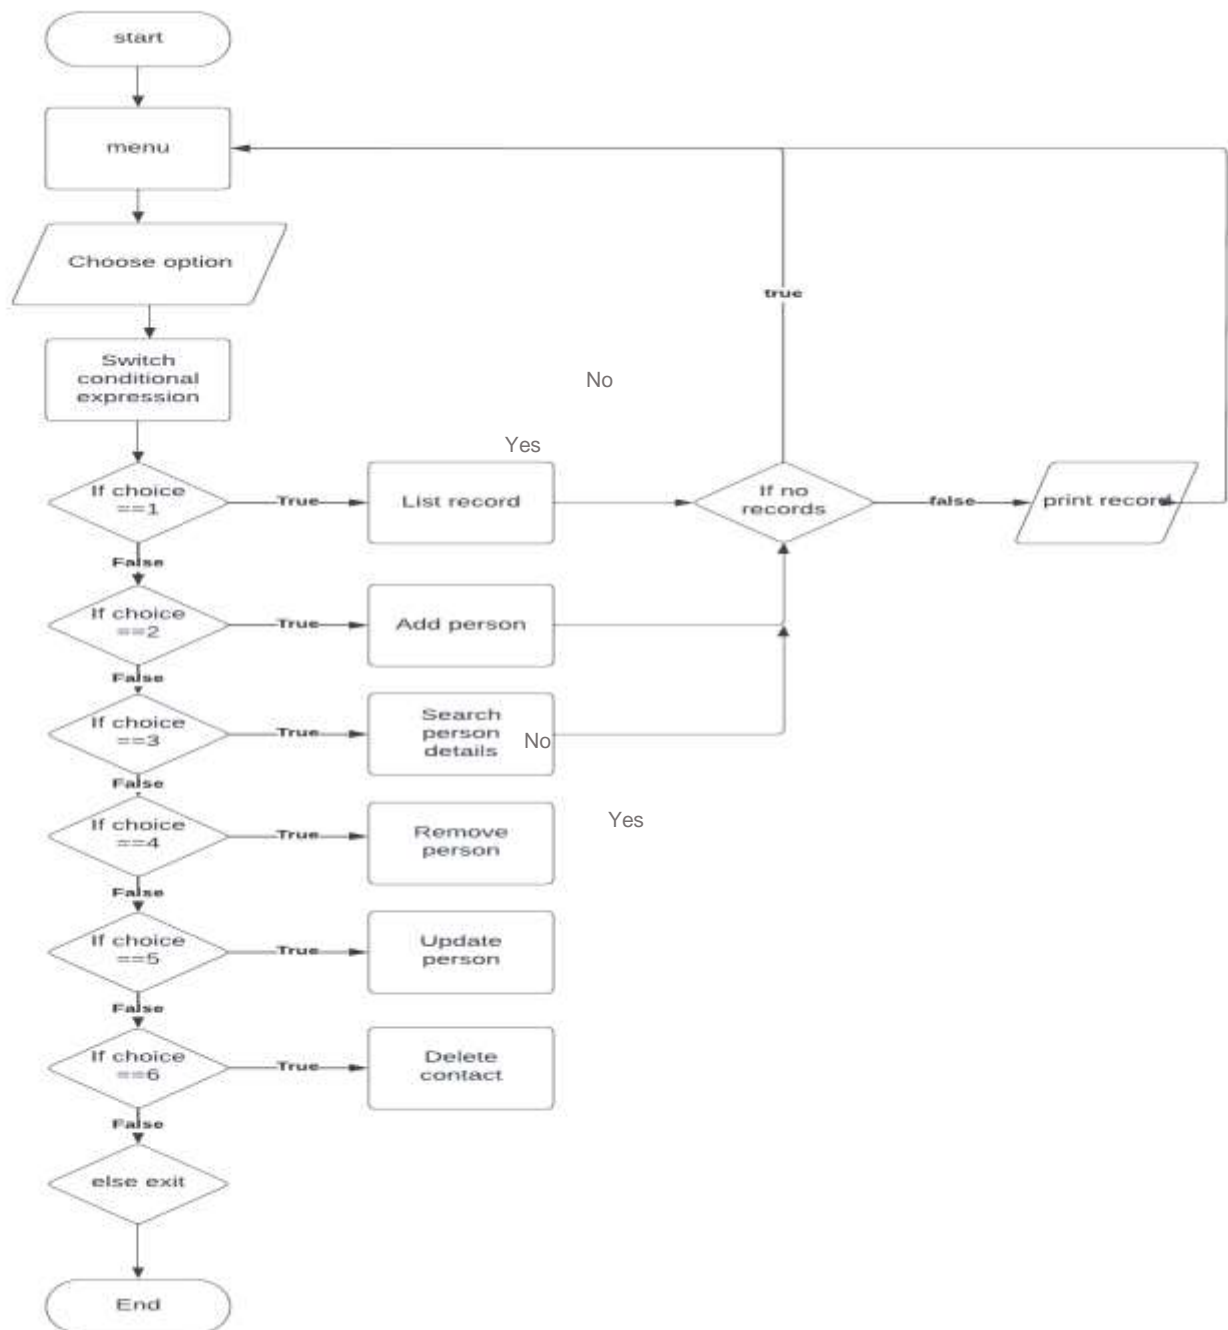 start
menu
Choose option
true
Switch
conditional
expression
No
Yes
If choice
==1
True
List record
If no
records
false
print record
False
If choice
==2
True
Add person
False
If choice
==3
True
Search
person
details
No
False
If choice
==4
True
Remove
person
Yes
False
If choice
==5
True
Update
person
False
If choice
==6
True
Delete
contact
False
else exit
End